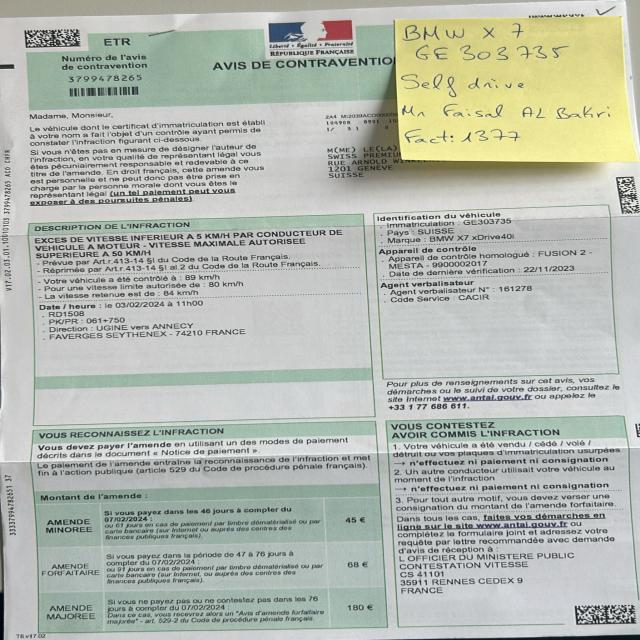 ETR
Numéro de l'avis
de contravention
3799478265
Liberté • Égalité • Fraternité
RÉPUBLIQUE FRANÇAISE
AVIS DE CONTRAVENTION
BMW X 7
GE 303735
Self drive
Mr Faisal AL Bakri
Fact: 1377
Madame, Monsieur,
Le véhicule dont le certificat d'immatriculation est établi
à votre nom a fait l'objet d'un contrôle ayant permis de
constater l'infraction figurant ci-dessous.
Si vous n'êtes pas en mesure de désigner l'auteur de
l'infraction, en votre qualité de représentant légal vous
êtes pécuniairement responsable et redevable à ce
titre de l'amende. En droit français, cette amende vous
est personnelle et ne peut donc pas être prise en
charge par la personne morale dont vous êtes le
représentant légal (un tel paiement peut vous
exposer à des poursuites pénales).
M(ME) LE(LA)
SWISS PREMIU
RUE ARNOLD WINK
1201 GENEVE
SUISSE
DESCRIPTION DE L'INFRACTION
EXCES DE VITESSE INFERIEUR A 5 KM/H PAR CONDUCTEUR DE
VEHICULE A MOTEUR - VITESSE MAXIMALE AUTORISEE
SUPERIEURE A 50 KM/H
- Prévue par Art.r.413-14 §I du Code de la Route Français.
- Réprimée par Art.r.413-14 §I al.2 du Code de la Route Français.
- Votre véhicule a été contrôlé à : 89 km/h
- Pour une vitesse limite autorisée de : 80 km/h
- La vitesse retenue est de : 84 km/h
Date / heure : le 03/02/2024 à 11h00
- RD1508
- PK/PR : 061+750
- Direction : UGINE vers ANNECY
- FAVERGES SEYTHENEX - 74210 FRANCE
Identification du véhicule
- Immatriculation : GE303735
- Pays : SUISSE
- Marque : BMW X7 xDrive40i
Appareil de contrôle
- Appareil de contrôle homologué : FUSION 2 -
MESTA - 9900002017
- Date de dernière vérification : 22/11/2023
Agent verbalisateur
- Agent verbalisateur N° : 161278
- Code Service : CACIR
Pour plus de renseignements sur cet avis, vos
démarches ou le suivi de votre dossier, consultez le
site Internet www.antai.gouv.fr ou appelez le
+33 1 77 686 611.
VOUS RECONNAISSEZ L'INFRACTION
Vous devez payer l'amende en utilisant un des modes de paiement
décrits dans le document « Notice de paiement ».
Le paiement de l'amende entraîne la reconnaissance de l'infraction et met
fin à l'action publique (article 529 du Code de procédure pénale français).
Montant de l'amende :
AMENDE
MINOREE
Si vous payez dans les 46 jours à compter du
07/02/2024 :
ou 61 jours en cas de paiement par timbre dématérialisé ou par
carte bancaire (sur Internet ou auprès des centres des
finances publiques français).
45 €
AMENDE
FORFAITAIRE
Si vous payez dans la période de 47 à 76 jours
à compter du 07/02/2024 :
ou 91 jours en cas de paiement par timbre dématérialisé ou par
carte bancaire (sur Internet ou auprès des centres des
finances publiques français).
68 €
AMENDE
MAJOREE
Si vous ne payez pas ou ne contestez pas dans les 76
jours à compter du 07/02/2024
Dans ce cas, vous recevrez alors un "Avis d'amende forfaitaire
majorée" - art. 529-2 du Code de procédure pénale français.
180 €
VOUS CONTESTEZ
AVOIR COMMIS L'INFRACTION
1. Votre véhicule a été vendu / cédé / volé /
détruit ou vos plaques d'immatriculation usurpées
→ n'effectuez ni paiement ni consignation
2. Un autre conducteur utilisait votre véhicule au
moment de l'infraction
→ n'effectuez ni paiement ni consignation
3. Pour tout autre motif, vous devez verser une
consignation du montant de l'amende forfaitaire.
Dans tous les cas, faites vos démarches en
ligne sur le site www.antai.gouv.fr ou
complétez le formulaire joint et adressez votre
requête par lettre recommandée avec demande
d'avis de réception à :
L OFFICIER DU MINISTERE PUBLIC
CONTESTATION VITESSE
CS 41101
35911 RENNES CEDEX 9
FRANCE